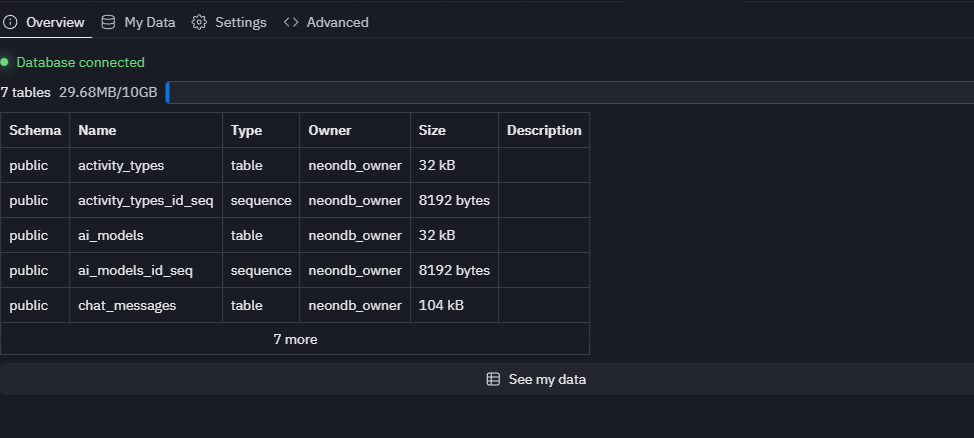 Overview My Data Settings Advanced
Database connected
7 tables 29.68MB/10GB
Schema Name Type Owner Size Description
public activity_types table neondb_owner 32 kB
public activity_types_id_seq sequence neondb_owner 8192 bytes
public ai_models table neondb_owner 32 kB
public ai_models_id_seq sequence neondb_owner 8192 bytes
public chat_messages table neondb_owner 104 kB
7 more
See my data